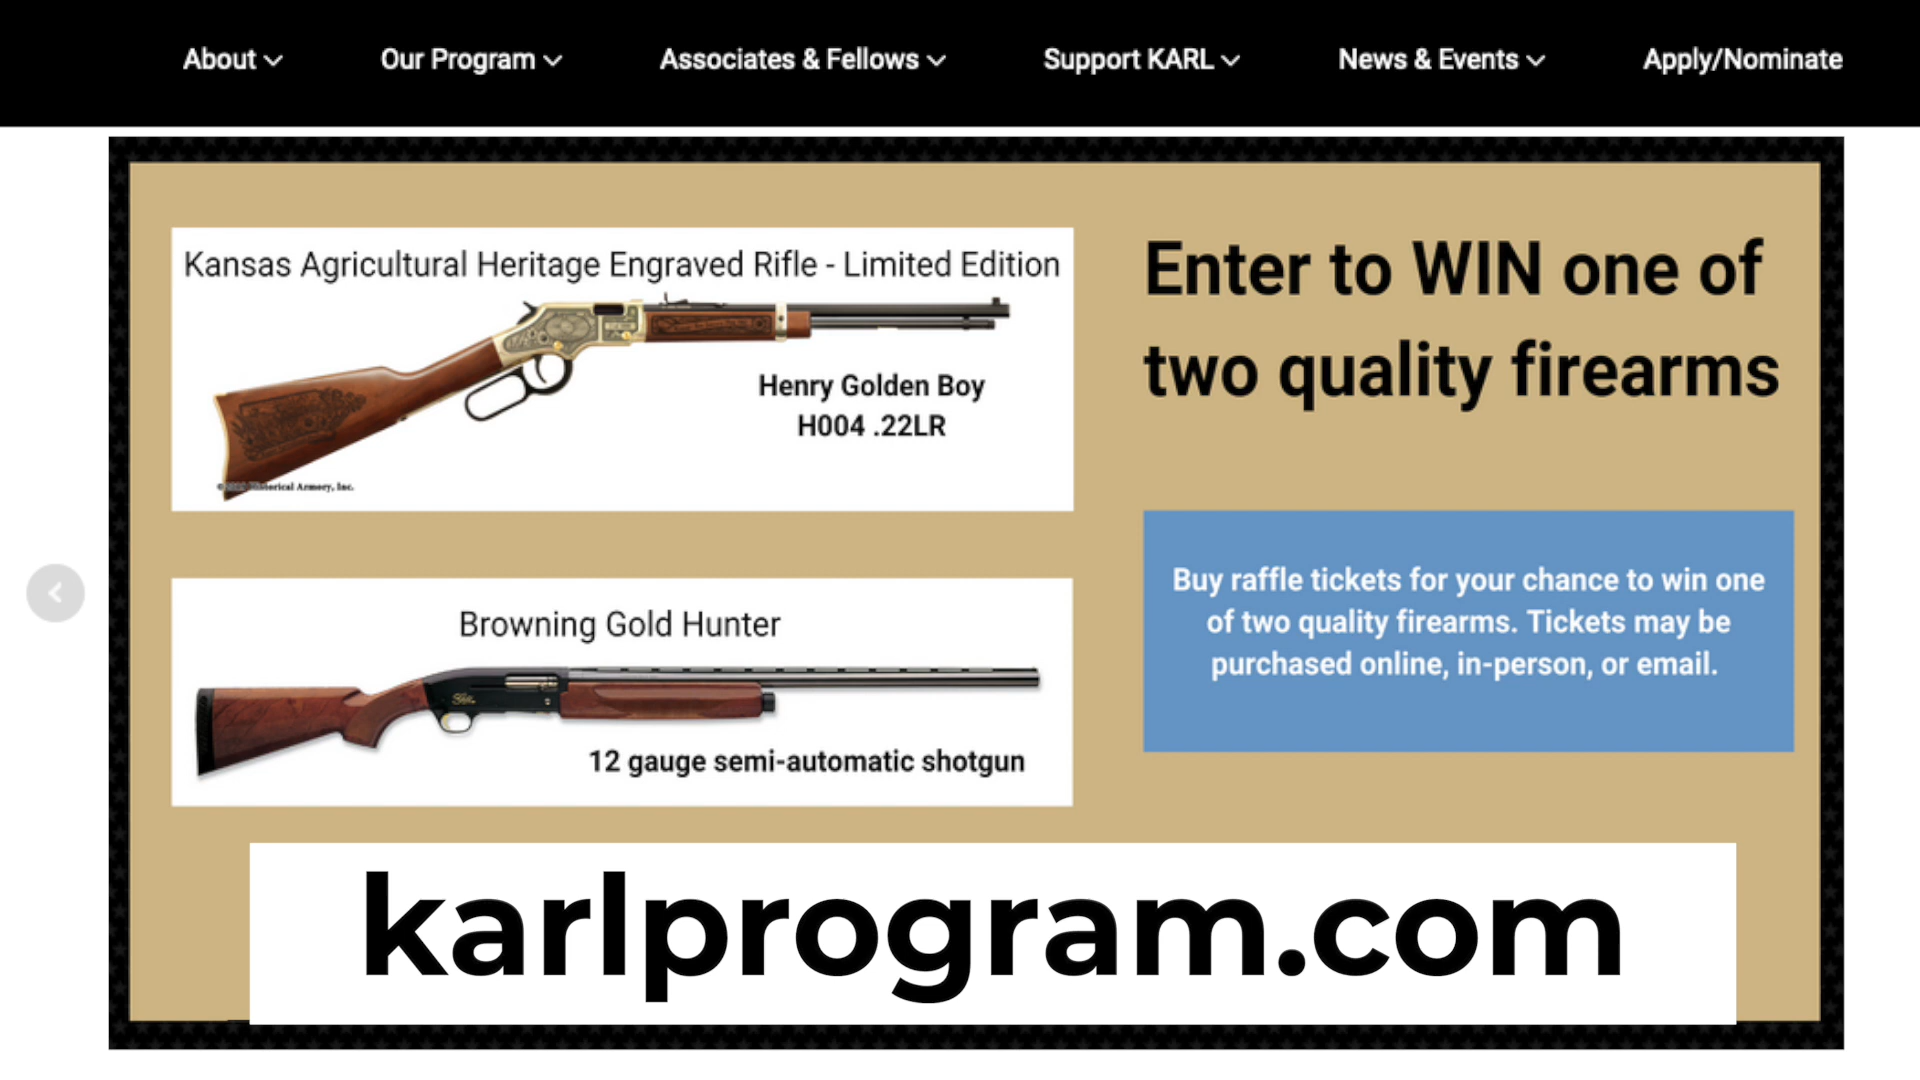 About
Our Program
Associates & Fellows
Support KARL
News & Events
Apply/Nominate
Kansas Agricultural Heritage Engraved Rifle - Limited Edition
Henry Golden Boy
H004 .22LR
Historical Armory, Inc.
Enter to WIN one of
two quality firearms
Buy raffle tickets for your chance to win one
of two quality firearms. Tickets may be
purchased online, in-person, or email.
Browning Gold Hunter
12 gauge semi-automatic shotgun
karlprogram.com